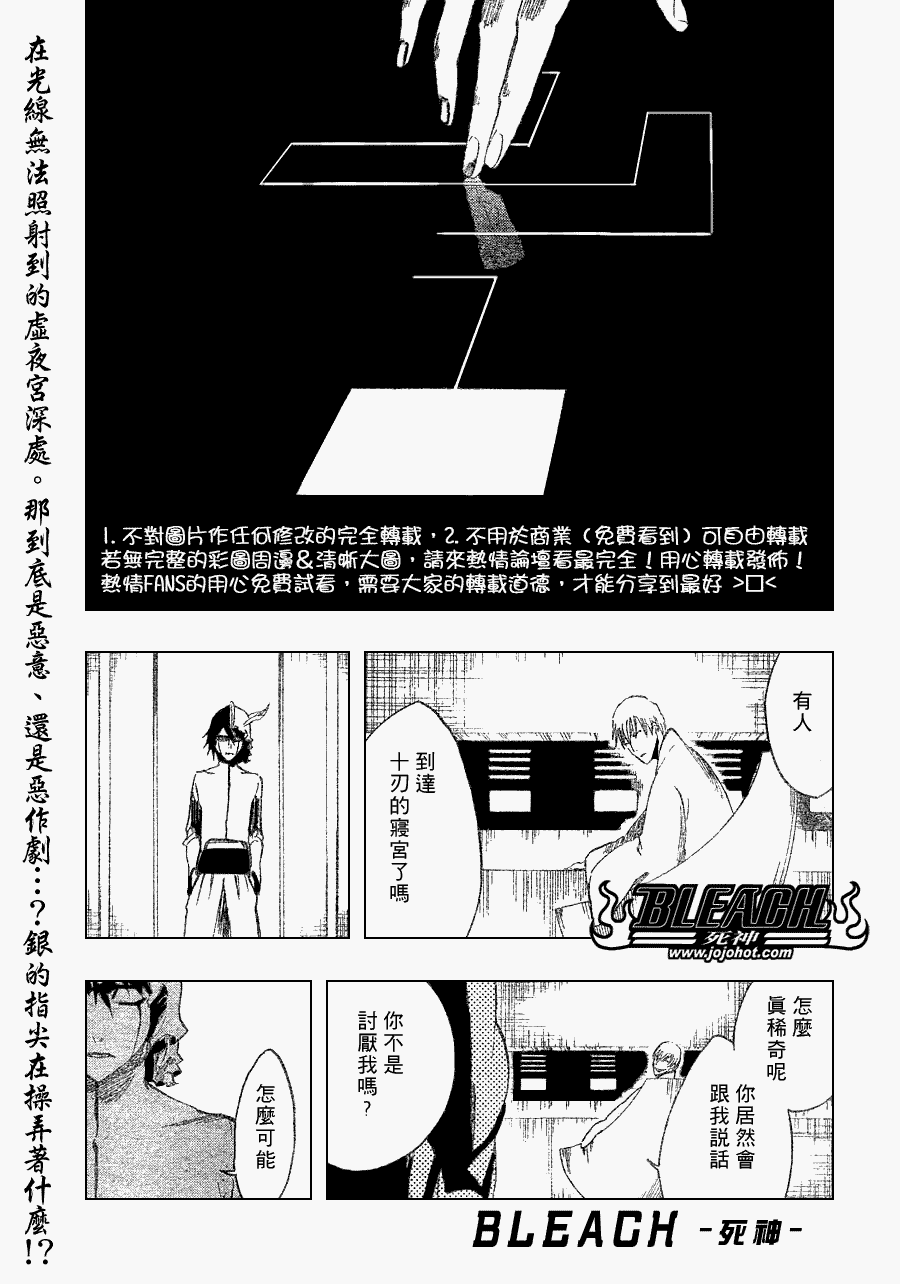 在光線無法照射到的虛夜宮深處。那到底是惡意、還是惡作劇…？銀的指尖在操弄著什麼!?
1. 不對圖片作任何修改的完全轉載，2. 不用於商業（免費看到）可自由轉載
若無完整的彩圖周邊＆清晰大圖，請來熱情論壇看最完全！用心轉載發佈！
熱情FANS的用心免費試看，需要大家的轉載道德，才能分享到最好 >□<
有人
到達
十刃的寢宮了嗎
BLEACH
死神
www.jojohot.com
怎麼
真稀奇呢
你居然會
跟我説話
你不是
討厭我嗎?
怎麼可能
BLEACH -死神-